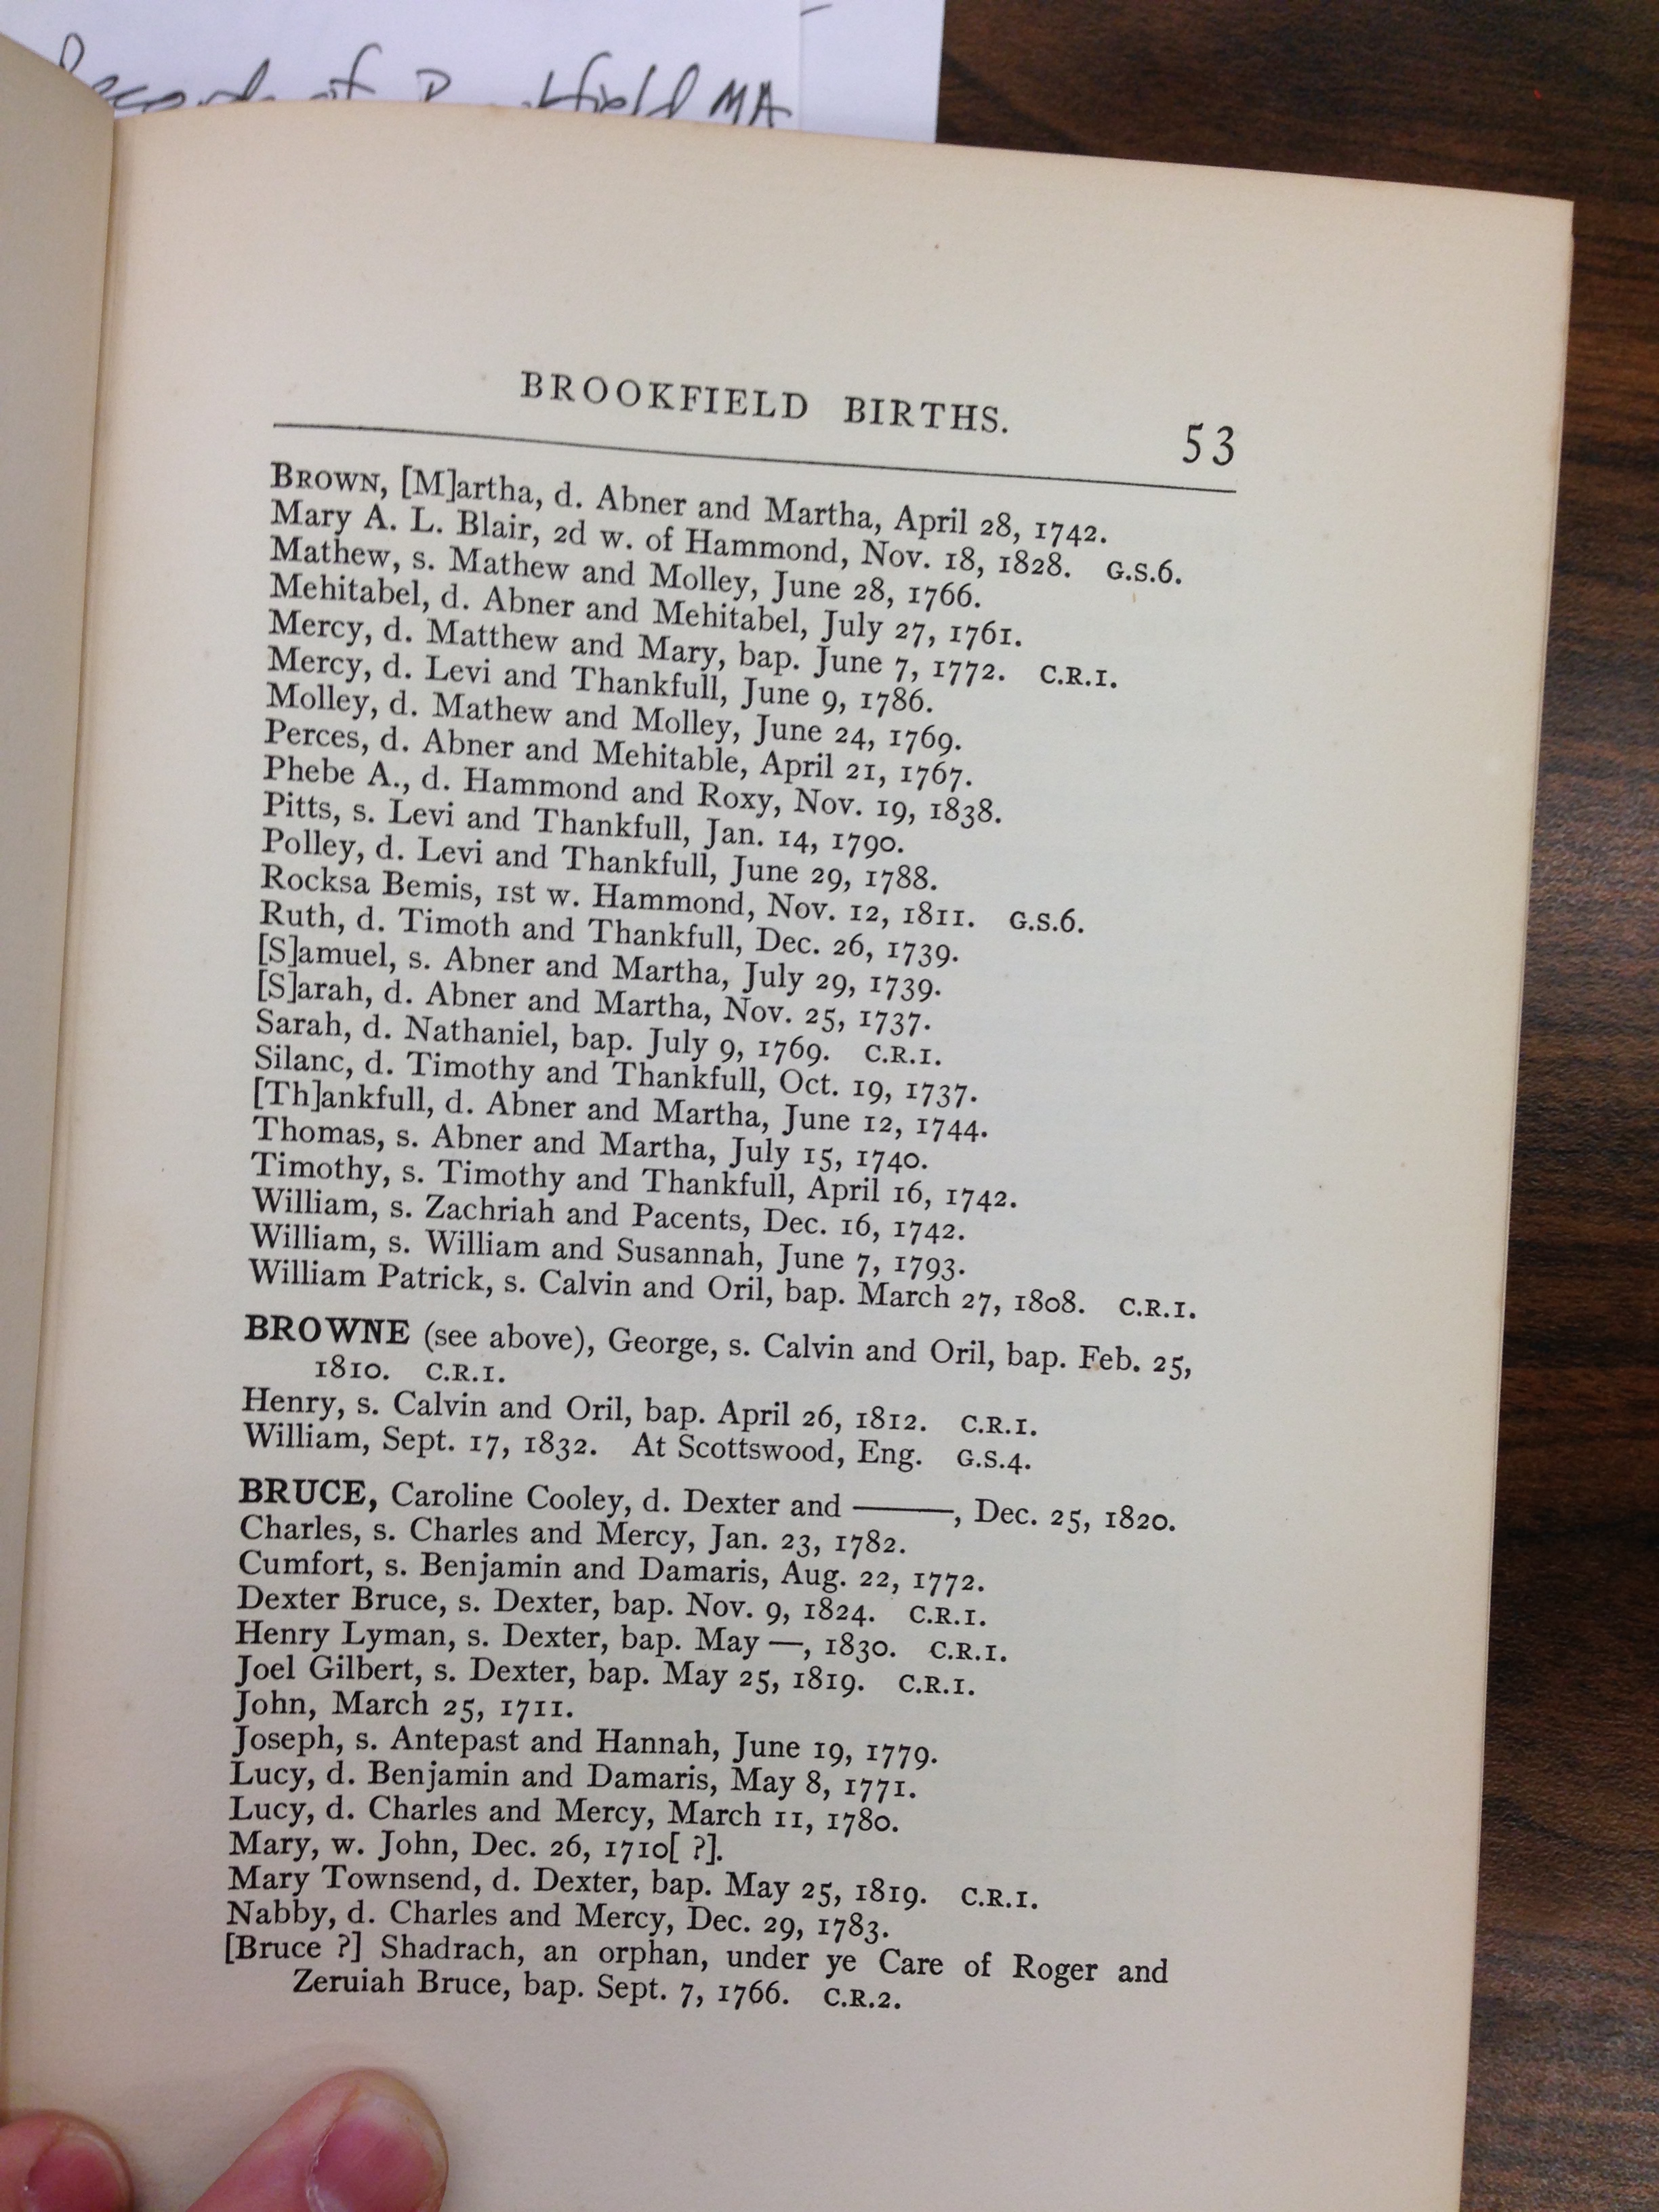 Records of Brookfield MA
BROOKFIELD BIRTHS.
53
BROWN, [M]artha, d. Abner and Martha, April 28, 1742.
Mary A. L. Blair, 2d w. of Hammond, Nov. 18, 1828. G.S.6.
Mathew, s. Mathew and Molley, June 28, 1766.
Mehitabel, d. Abner and Mehitabel, July 27, 1761.
Mercy, d. Matthew and Mary, bap. June 7, 1772. C.R.1.
Mercy, d. Levi and Thankfull, June 9, 1786.
Molley, d. Mathew and Molley, June 24, 1769.
Perces, d. Abner and Mehitable, April 21, 1767.
Phebe A., d. Hammond and Roxy, Nov. 19, 1838.
Pitts, s. Levi and Thankfull, Jan. 14, 1790.
Polley, d. Levi and Thankfull, June 29, 1788.
Rocksa Bemis, 1st w. Hammond, Nov. 12, 1811. G.S.6.
Ruth, d. Timoth and Thankfull, Dec. 26, 1739.
[S]amuel, s. Abner and Martha, July 29, 1739.
[S]arah, d. Abner and Martha, Nov. 25, 1737.
Sarah, d. Nathaniel, bap. July 9, 1769. C.R.1.
Silanc, d. Timothy and Thankfull, Oct. 19, 1737.
[Th]ankfull, d. Abner and Martha, June 12, 1744.
Thomas, s. Abner and Martha, July 15, 1740.
Timothy, s. Timothy and Thankfull, April 16, 1742.
William, s. Zachriah and Pacents, Dec. 16, 1742.
William, s. William and Susannah, June 7, 1793.
William Patrick, s. Calvin and Oril, bap. March 27, 1808. C.R.1.
BROWNE (see above), George, s. Calvin and Oril, bap. Feb. 25,
1810. C.R.1.
Henry, s. Calvin and Oril, bap. April 26, 1812. C.R.1.
William, Sept. 17, 1832. At Scottswood, Eng. G.S.4.
BRUCE, Caroline Cooley, d. Dexter and ———, Dec. 25, 1820.
Charles, s. Charles and Mercy, Jan. 23, 1782.
Cumfort, s. Benjamin and Damaris, Aug. 22, 1772.
Dexter Bruce, s. Dexter, bap. Nov. 9, 1824. C.R.1.
Henry Lyman, s. Dexter, bap. May —, 1830. C.R.1.
Joel Gilbert, s. Dexter, bap. May 25, 1819. C.R.1.
John, March 25, 1711.
Joseph, s. Antepast and Hannah, June 19, 1779.
Lucy, d. Benjamin and Damaris, May 8, 1771.
Lucy, d. Charles and Mercy, March 11, 1780.
Mary, w. John, Dec. 26, 1710[ ?].
Mary Townsend, d. Dexter, bap. May 25, 1819. C.R.1.
Nabby, d. Charles and Mercy, Dec. 29, 1783.
[Bruce ?] Shadrach, an orphan, under ye Care of Roger and
Zeruiah Bruce, bap. Sept. 7, 1766. C.R.2.